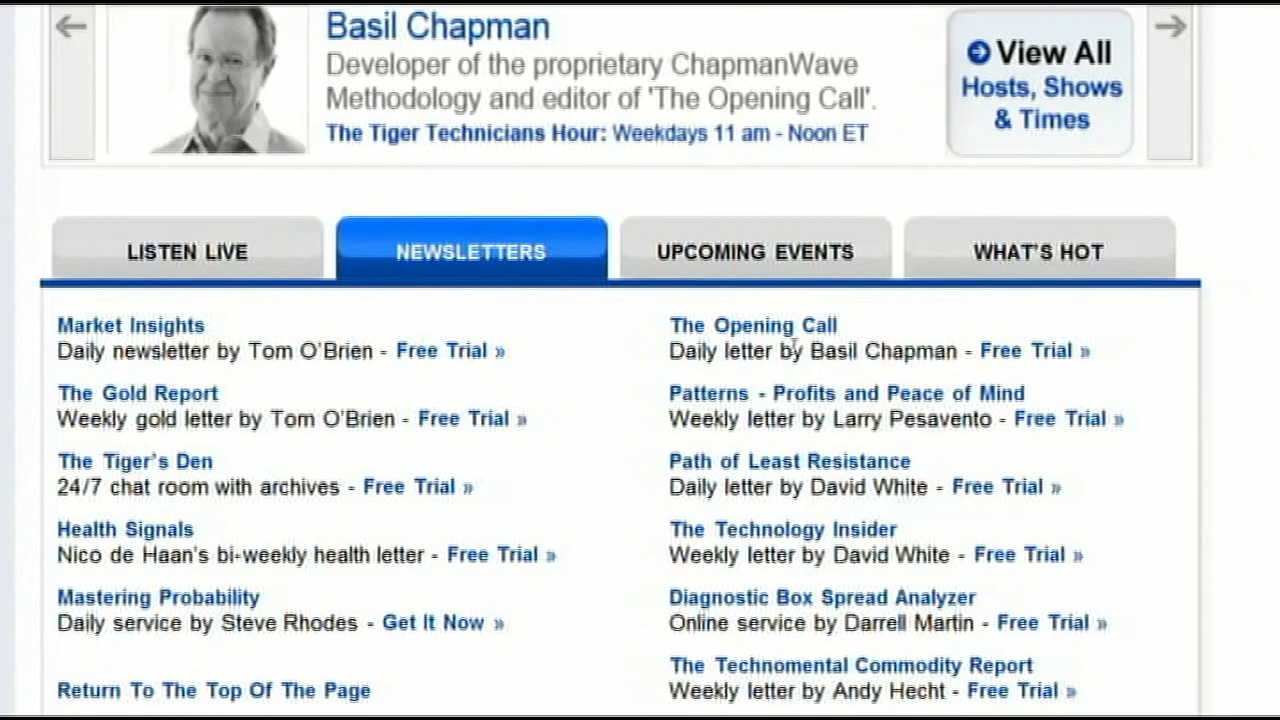 Basil Chapman
Developer of the proprietary ChapmanWave
Methodology and editor of 'The Opening Call'.
The Tiger Technicians Hour: Weekdays 11 am - Noon ET
View All
Hosts, Shows
& Times
LISTEN LIVE
NEWSLETTERS
UPCOMING EVENTS
WHAT'S HOT
Market Insights
Daily newsletter by Tom O'Brien - Free Trial »
The Gold Report
Weekly gold letter by Tom O'Brien - Free Trial »
The Tiger's Den
24/7 chat room with archives - Free Trial »
Health Signals
Nico de Haan's bi-weekly health letter - Free Trial »
Mastering Probability
Daily service by Steve Rhodes - Get It Now »
Return To The Top Of The Page
The Opening Call
Daily letter by Basil Chapman - Free Trial »
Patterns - Profits and Peace of Mind
Weekly letter by Larry Pesavento - Free Trial »
Path of Least Resistance
Daily letter by David White - Free Trial »
The Technology Insider
Weekly letter by David White - Free Trial »
Diagnostic Box Spread Analyzer
Online service by Darrell Martin - Free Trial »
The Technomental Commodity Report
Weekly letter by Andy Hecht - Free Trial »